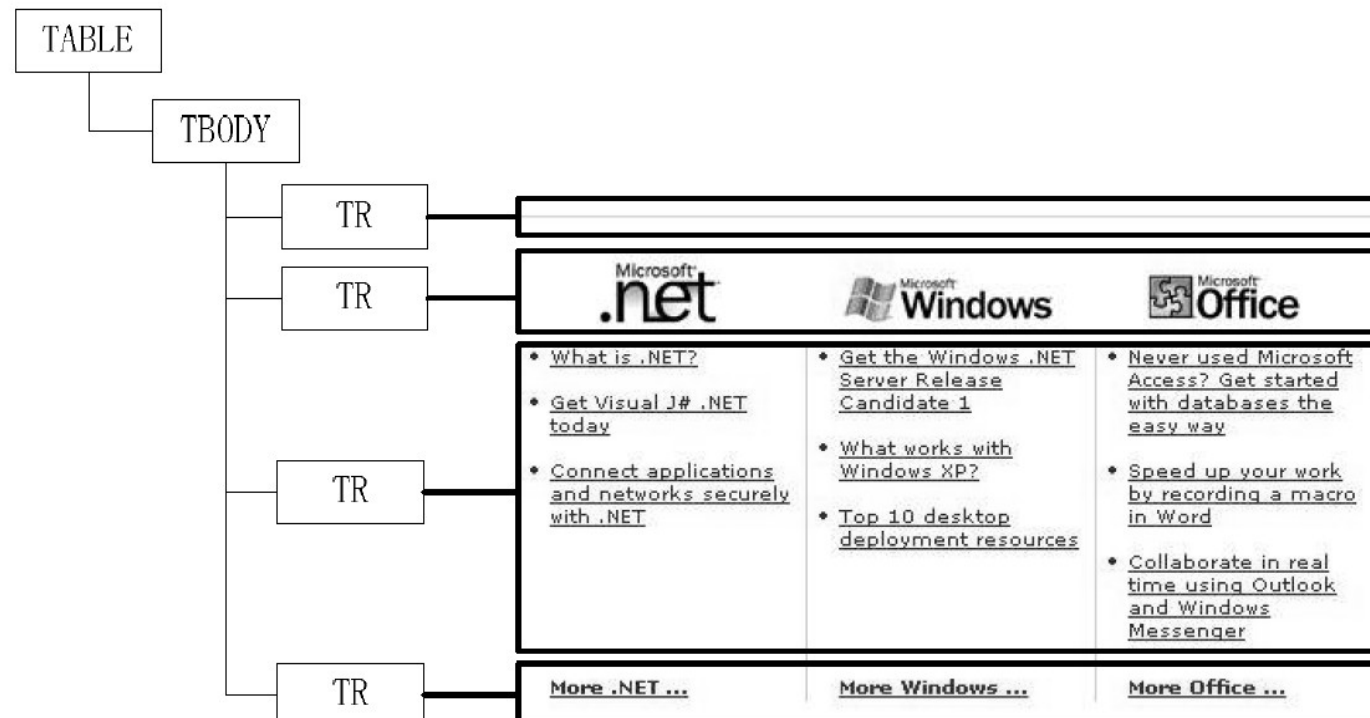 TABLE
TBODY
TR
TR
Microsoft
.net
Microsoft
Windows
Microsoft
Office
TR
• What is .NET?
• Get Visual J# .NET
today
• Connect applications
and networks securely
with .NET
• Get the Windows .NET
Server Release
Candidate 1
• What works with
Windows XP?
• Top 10 desktop
deployment resources
• Never used Microsoft
Access? Get started
with databases the
easy way
• Speed up your work
by recording a macro
in Word
• Collaborate in real
time using Outlook
and Windows
Messenger
TR
More .NET ...
More Windows ...
More Office ...